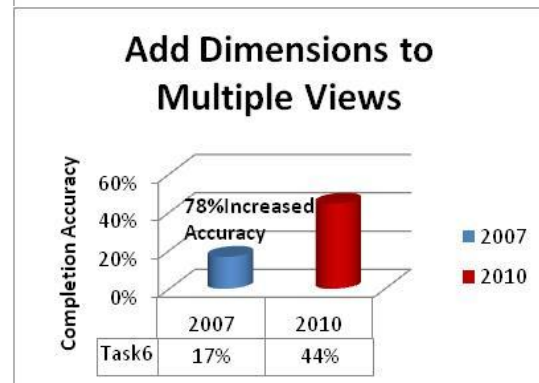 Add Dimensions to
Multiple Views
Completion Accuracy
60%
40%
20%
0%
78%Increased
Accuracy
2007
2010
2007 2010
Task6 17% 44%